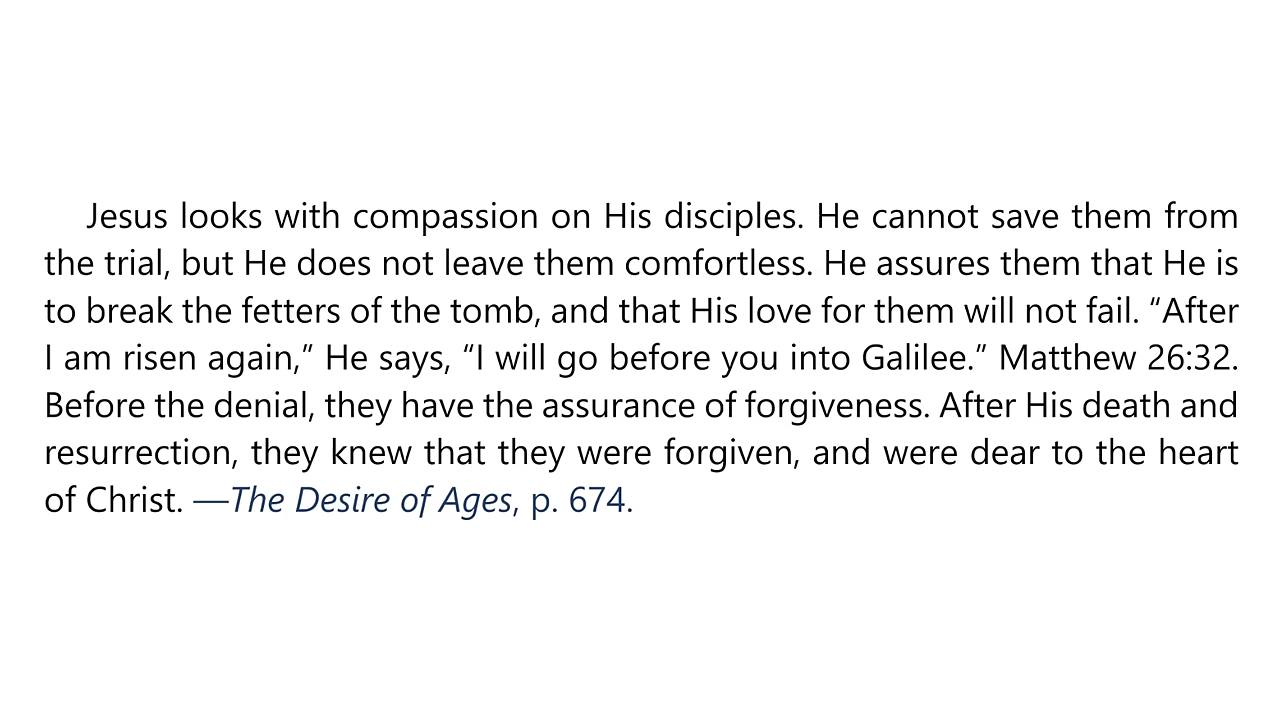 Jesus looks with compassion on His disciples. He cannot save them from
the trial, but He does not leave them comfortless. He assures them that He is
to break the fetters of the tomb, and that His love for them will not fail. “After
I am risen again,” He says, “I will go before you into Galilee.” Matthew 26:32.
Before the denial, they have the assurance of forgiveness. After His death and
resurrection, they knew that they were forgiven, and were dear to the heart
of Christ. —The Desire of Ages, p. 674.